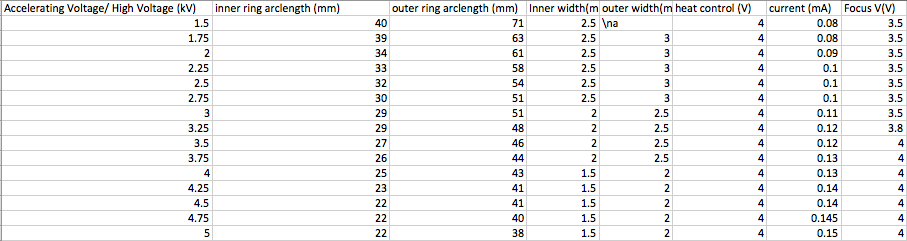 Accelerating Voltage/ High Voltage (kV) inner ring arclength (mm) outer ring arclength (mm) Inner width(m outer width(m heat control (V) current (mA) Focus V(V)
1.5 40 71 2.5 \na 4 0.08 3.5
1.75 39 63 2.5 3 4 0.08 3.5
2 34 61 2.5 3 4 0.09 3.5
2.25 33 58 2.5 3 4 0.1 3.5
2.5 32 54 2.5 3 4 0.1 3.5
2.75 30 51 2.5 3 4 0.1 3.5
3 29 51 2 2.5 4 0.11 3.5
3.25 29 48 2 2.5 4 0.12 3.8
3.5 27 46 2 2.5 4 0.12 4
3.75 26 44 2 2.5 4 0.13 4
4 25 43 1.5 2 4 0.13 4
4.25 23 41 1.5 2 4 0.14 4
4.5 22 41 1.5 2 4 0.14 4
4.75 22 40 1.5 2 4 0.145 4
5 22 38 1.5 2 4 0.15 4